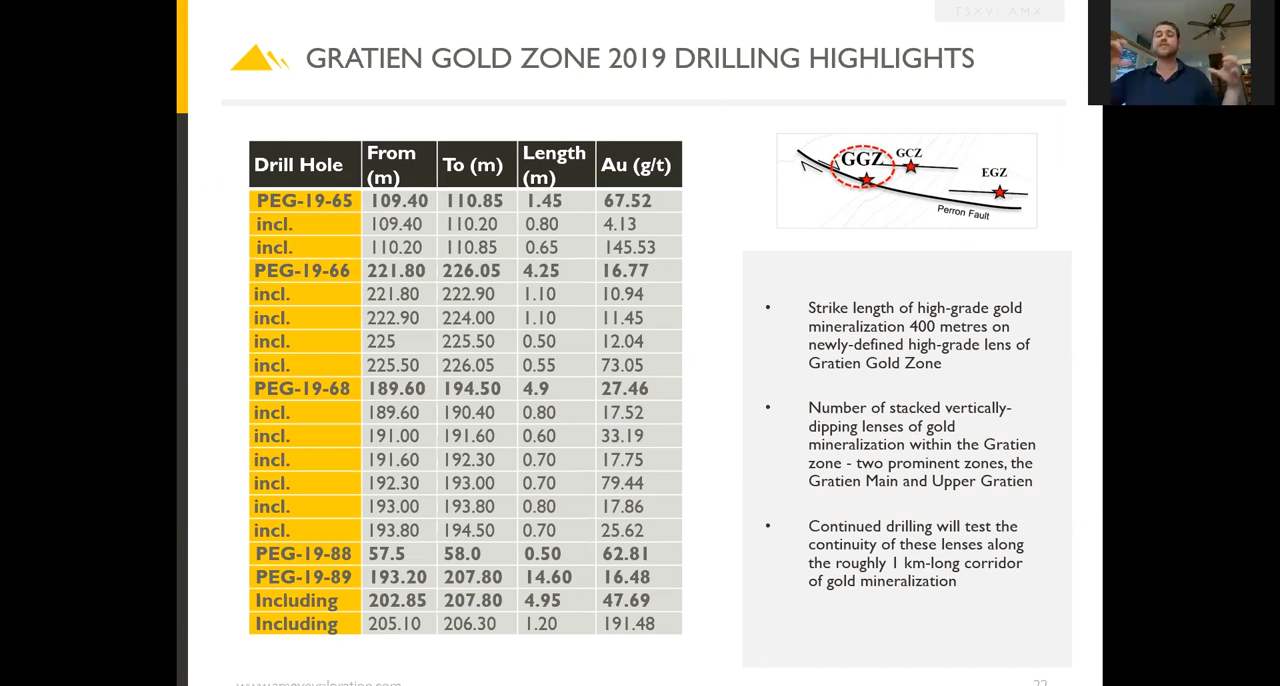 TSXV: AMX
GRATIEN GOLD ZONE 2019 DRILLING HIGHLIGHTS
Drill Hole From (m) To (m) Length (m) Au (g/t)
PEG-19-65 109.40 110.85 1.45 67.52
incl. 109.40 110.20 0.80 4.13
incl. 110.20 110.85 0.65 145.53
PEG-19-66 221.80 226.05 4.25 16.77
incl. 221.80 222.90 1.10 10.94
incl. 222.90 224.00 1.10 11.45
incl. 225 225.50 0.50 12.04
incl. 225.50 226.05 0.55 73.05
PEG-19-68 189.60 194.50 4.9 27.46
incl. 189.60 190.40 0.80 17.52
incl. 191.00 191.60 0.60 33.19
incl. 191.60 192.30 0.70 17.75
incl. 192.30 193.00 0.70 79.44
incl. 193.00 193.80 0.80 17.86
incl. 193.80 194.50 0.70 25.62
PEG-19-88 57.5 58.0 0.50 62.81
PEG-19-89 193.20 207.80 14.60 16.48
Including 202.85 207.80 4.95 47.69
Including 205.10 206.30 1.20 191.48
GGZ GCZ
EGZ
Perron Fault
• Strike length of high-grade gold
mineralization 400 metres on
newly-defined high-grade lens of
Gratien Gold Zone
• Number of stacked vertically-
dipping lenses of gold
mineralization within the Gratien
zone - two prominent zones, the
Gratien Main and Upper Gratien
• Continued drilling will test the
continuity of these lenses along
the roughly 1 km-long corridor
of gold mineralization